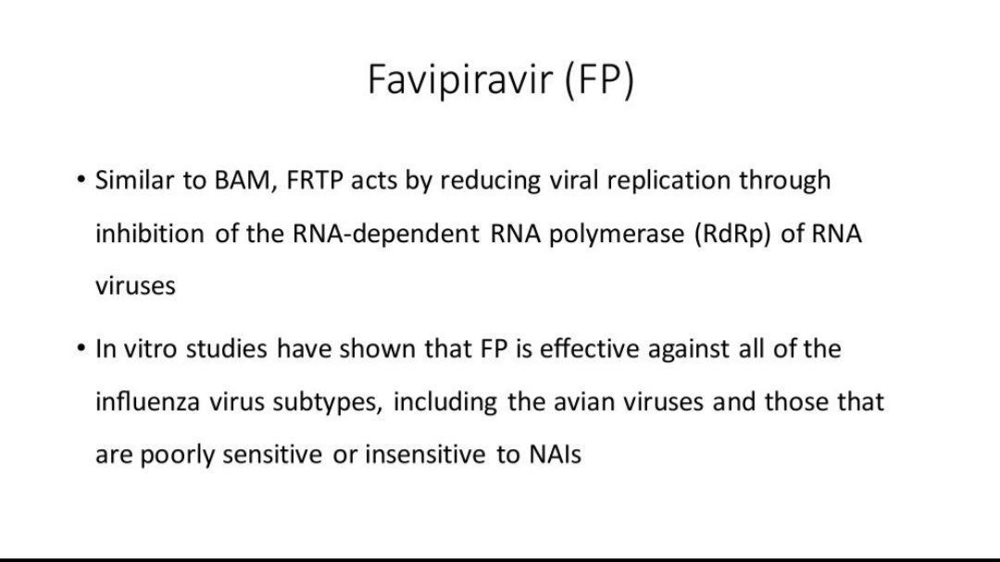 Favipiravir (FP)
• Similar to BAM, FRTP acts by reducing viral replication through
inhibition of the RNA-dependent RNA polymerase (RdRp) of RNA
viruses
• In vitro studies have shown that FP is effective against all of the
influenza virus subtypes, including the avian viruses and those that
are poorly sensitive or insensitive to NAIs